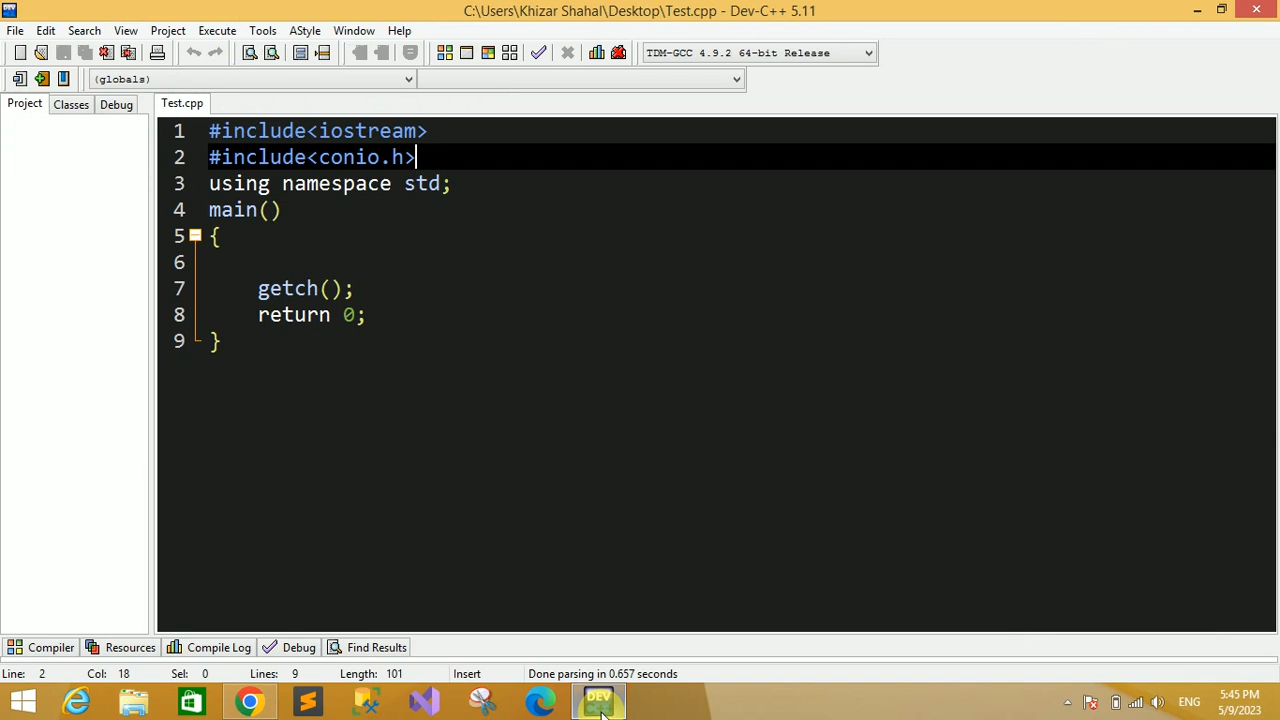 C:\Users\Khizar Shahal\Desktop\Test.cpp - Dev-C++ 5.11
File Edit Search View Project Execute Tools AStyle Window Help
TDM-GCC 4.9.2 64-bit Release
(globals)
Project Classes Debug Test.cpp
1 #include<iostream>
2 #include<conio.h>
3 using namespace std;
4 main()
5 {
6
7 getch();
8 return 0;
9 }
Compiler Resources Compile Log Debug Find Results
Line: 2 Col: 18 Sel: 0 Lines: 9 Length: 101 Insert Done parsing in 0.657 seconds
DEV
C++
ENG
5:45 PM
5/9/2023